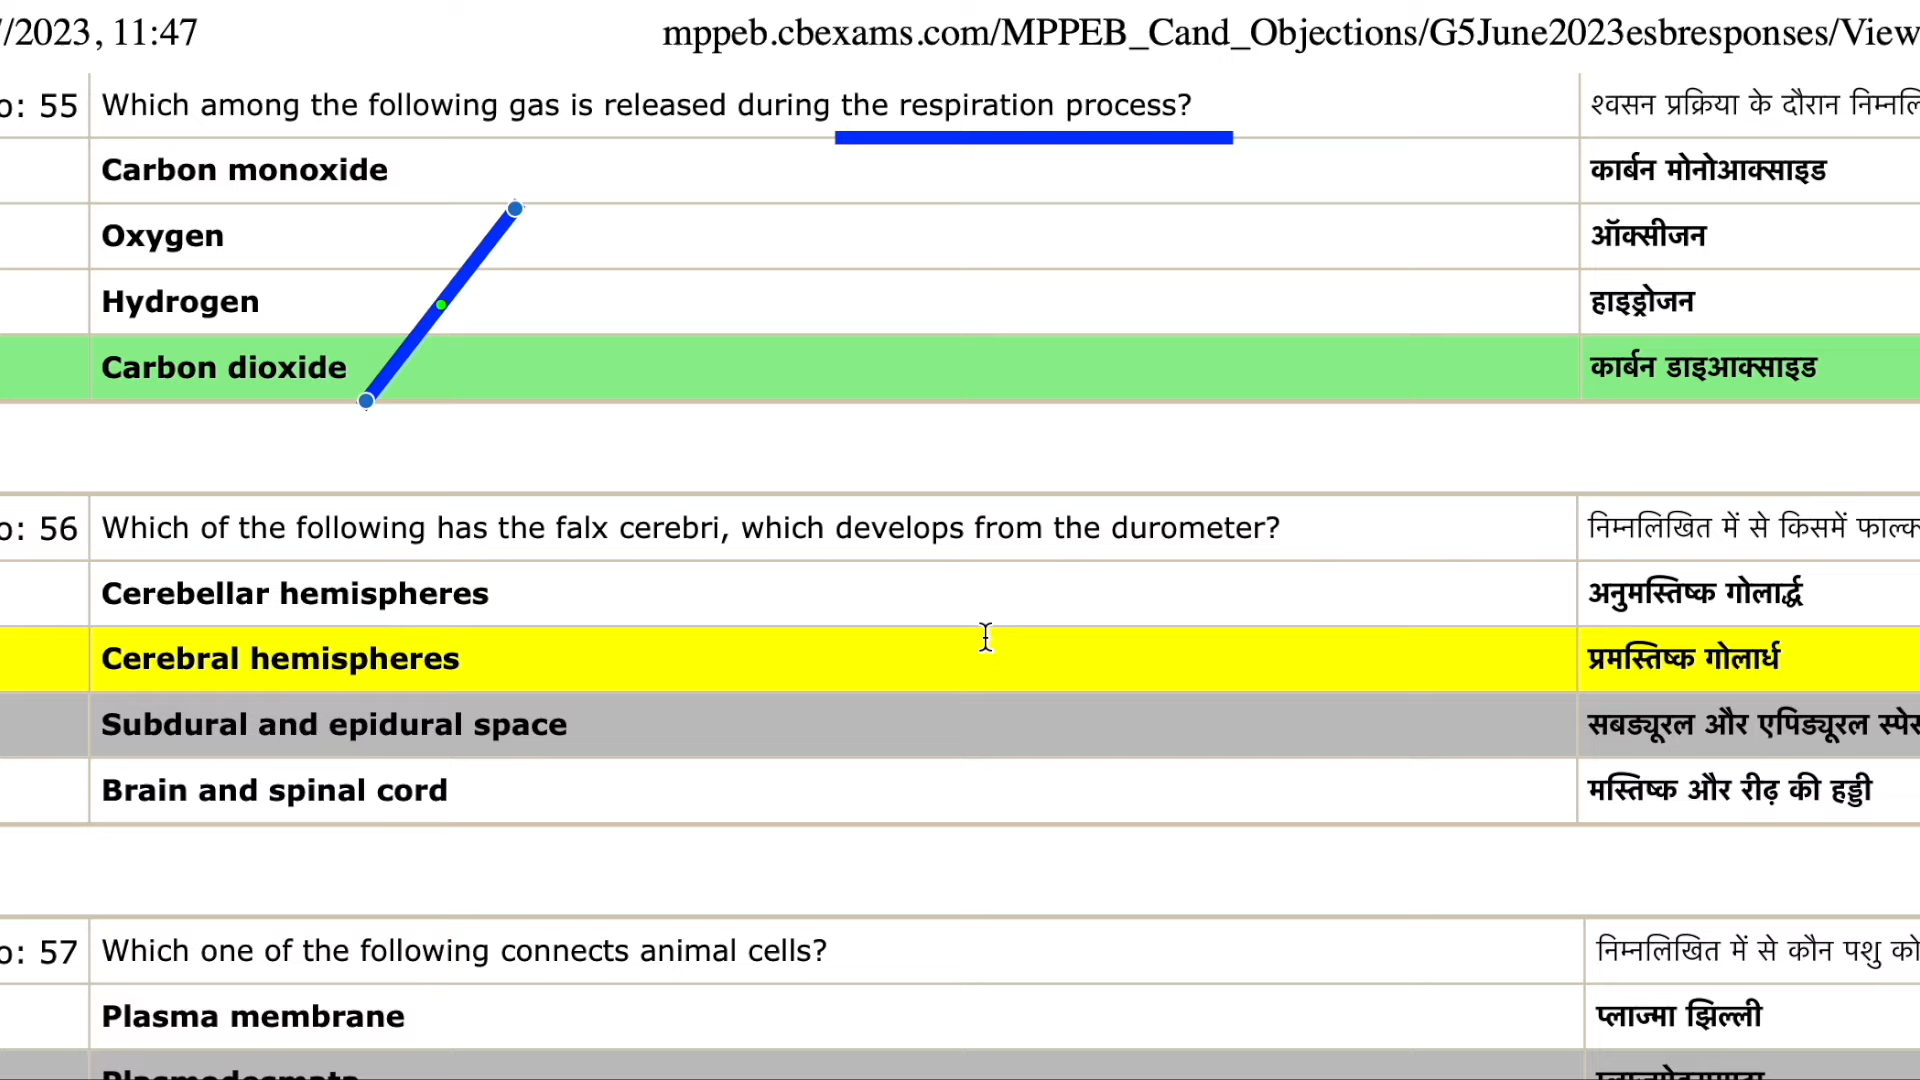 /2023, 11:47 mppeb.cbexams.com/MPPEB_Cand_Objections/G5June2023esbresponses/View
o: 55 Which among the following gas is released during the respiration process? श्वसन प्रक्रिया के दौरान
Carbon monoxide कार्बन मोनोआक्साइड
Oxygen ऑक्सीजन
Hydrogen हाइड्रोजन
Carbon dioxide कार्बन डाइआक्साइड
o: 56 Which of the following has the falx cerebri, which develops from the durometer? निम्नलिखित में से किसमें
Cerebellar hemispheres अनुमस्तिष्क गोलार्द्ध
Cerebral hemispheres प्रमस्तिष्क गोलार्ध
Subdural and epidural space सबड्यूरल और एपिड्यूरल
Brain and spinal cord मस्तिष्क और रीढ़ की हड्डी
o: 57 Which one of the following connects animal cells? निम्नलिखित में से कौन पशु
Plasma membrane प्लाज्मा झिल्ली
Plasmodesmata